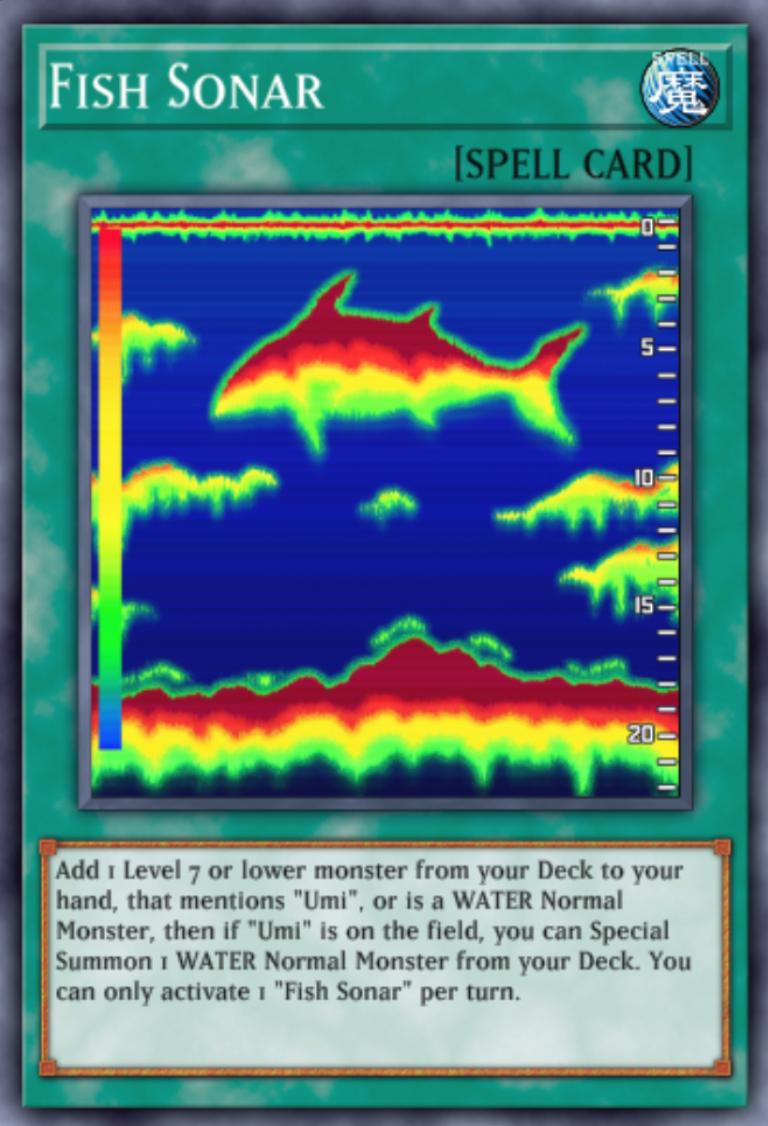 Fish Sonar
SPELL
魔
[SPELL CARD]
0
5
10
15
20
Add 1 Level 7 or lower monster from your Deck to your
hand, that mentions "Umi", or is a WATER Normal
Monster, then if "Umi" is on the field, you can Special
Summon 1 WATER Normal Monster from your Deck. You
can only activate 1 "Fish Sonar" per turn.